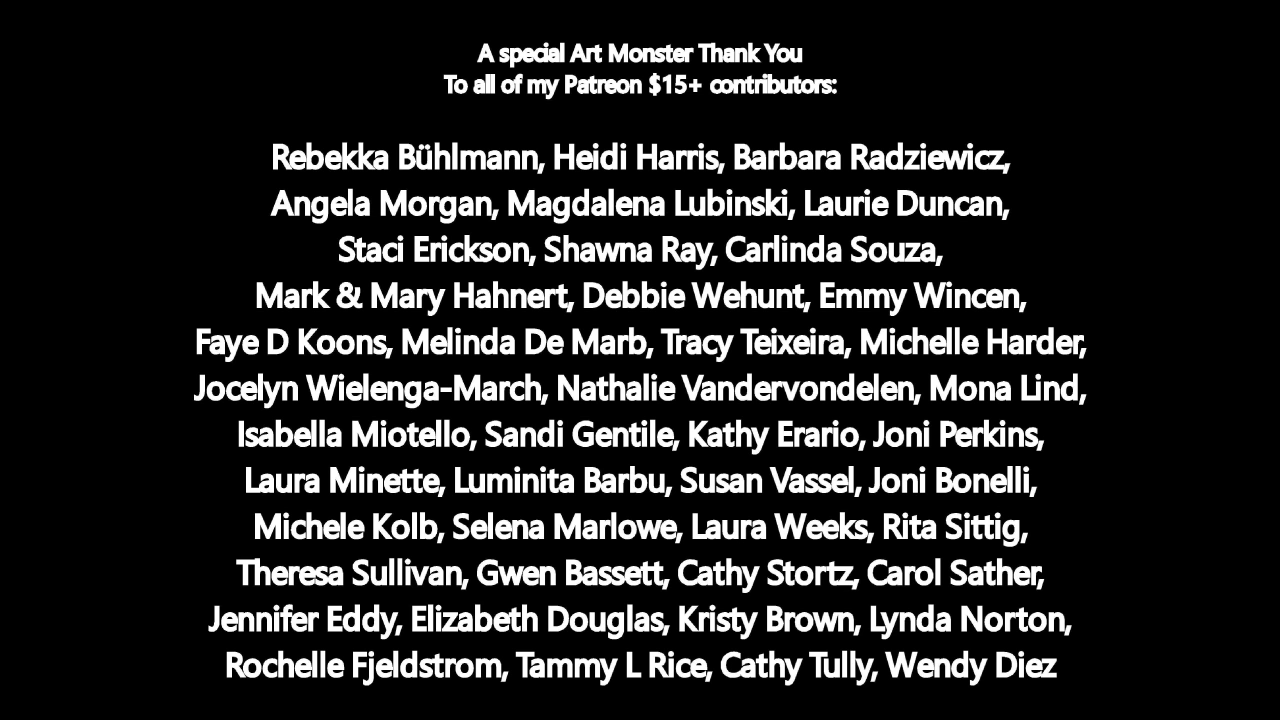 A special Art Monster Thank You
To all of my Patreon $15+ contributors:
Rebekka Bühlmann, Heidi Harris, Barbara Radziewicz,
Angela Morgan, Magdalena Lubinski, Laurie Duncan,
Staci Erickson, Shawna Ray, Carlinda Souza,
Mark & Mary Hahnert, Debbie Wehunt, Emmy Wincen,
Faye D Koons, Melinda De Marb, Tracy Teixeira, Michelle Harder,
Jocelyn Wielenga-March, Nathalie Vandervondelen, Mona Lind,
Isabella Miotello, Sandi Gentile, Kathy Erario, Joni Perkins,
Laura Minette, Luminita Barbu, Susan Vassel, Joni Bonelli,
Michele Kolb, Selena Marlowe, Laura Weeks, Rita Sittig,
Theresa Sullivan, Gwen Bassett, Cathy Stortz, Carol Sather,
Jennifer Eddy, Elizabeth Douglas, Kristy Brown, Lynda Norton,
Rochelle Fjeldstrom, Tammy L Rice, Cathy Tully, Wendy Diez